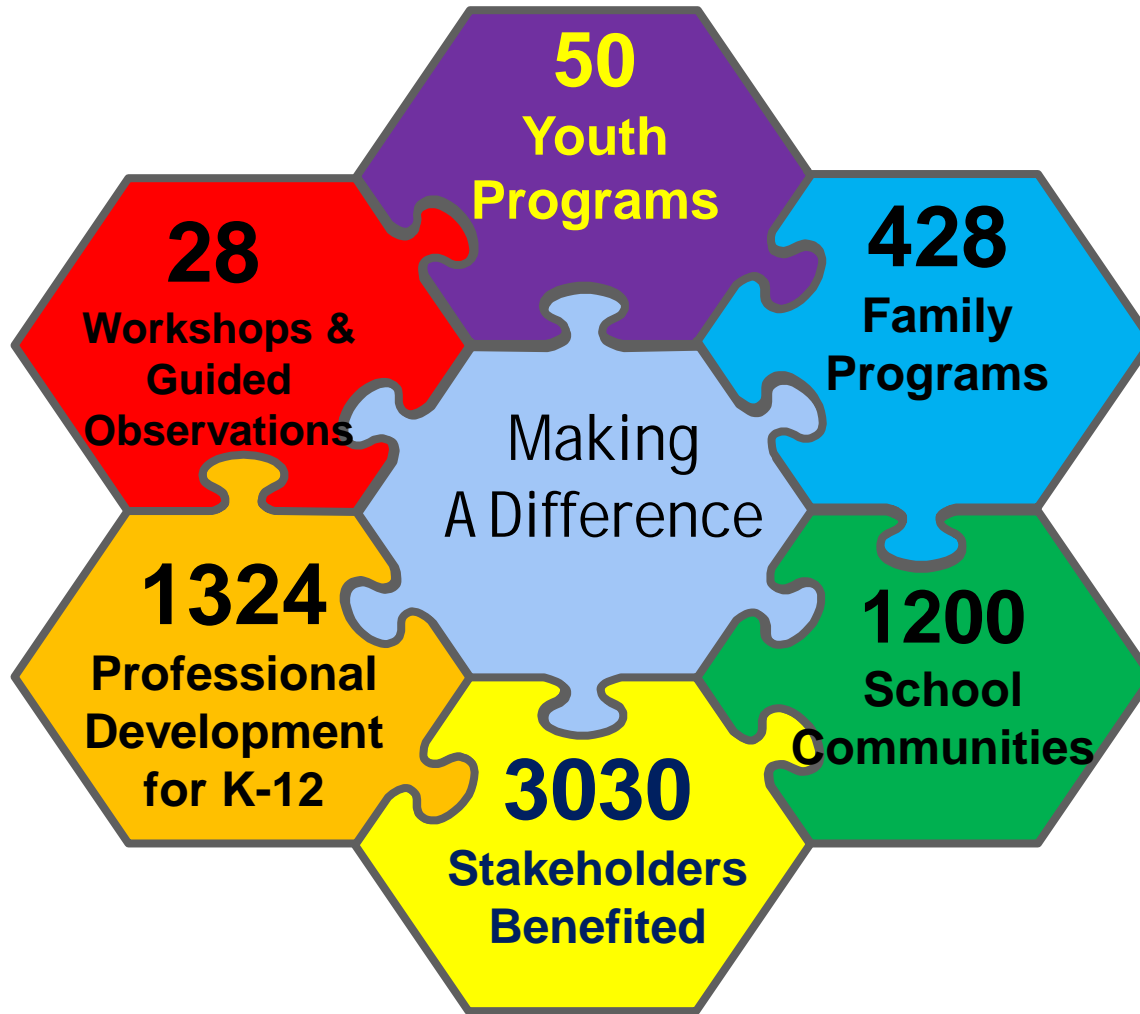 50
Youth
Programs
428
Family
Programs
1200
School
Communities
3030
Stakeholders
Benefited
1324
Professional
Development
for K-12
28
Workshops &
Guided
Observations
Making
A Difference